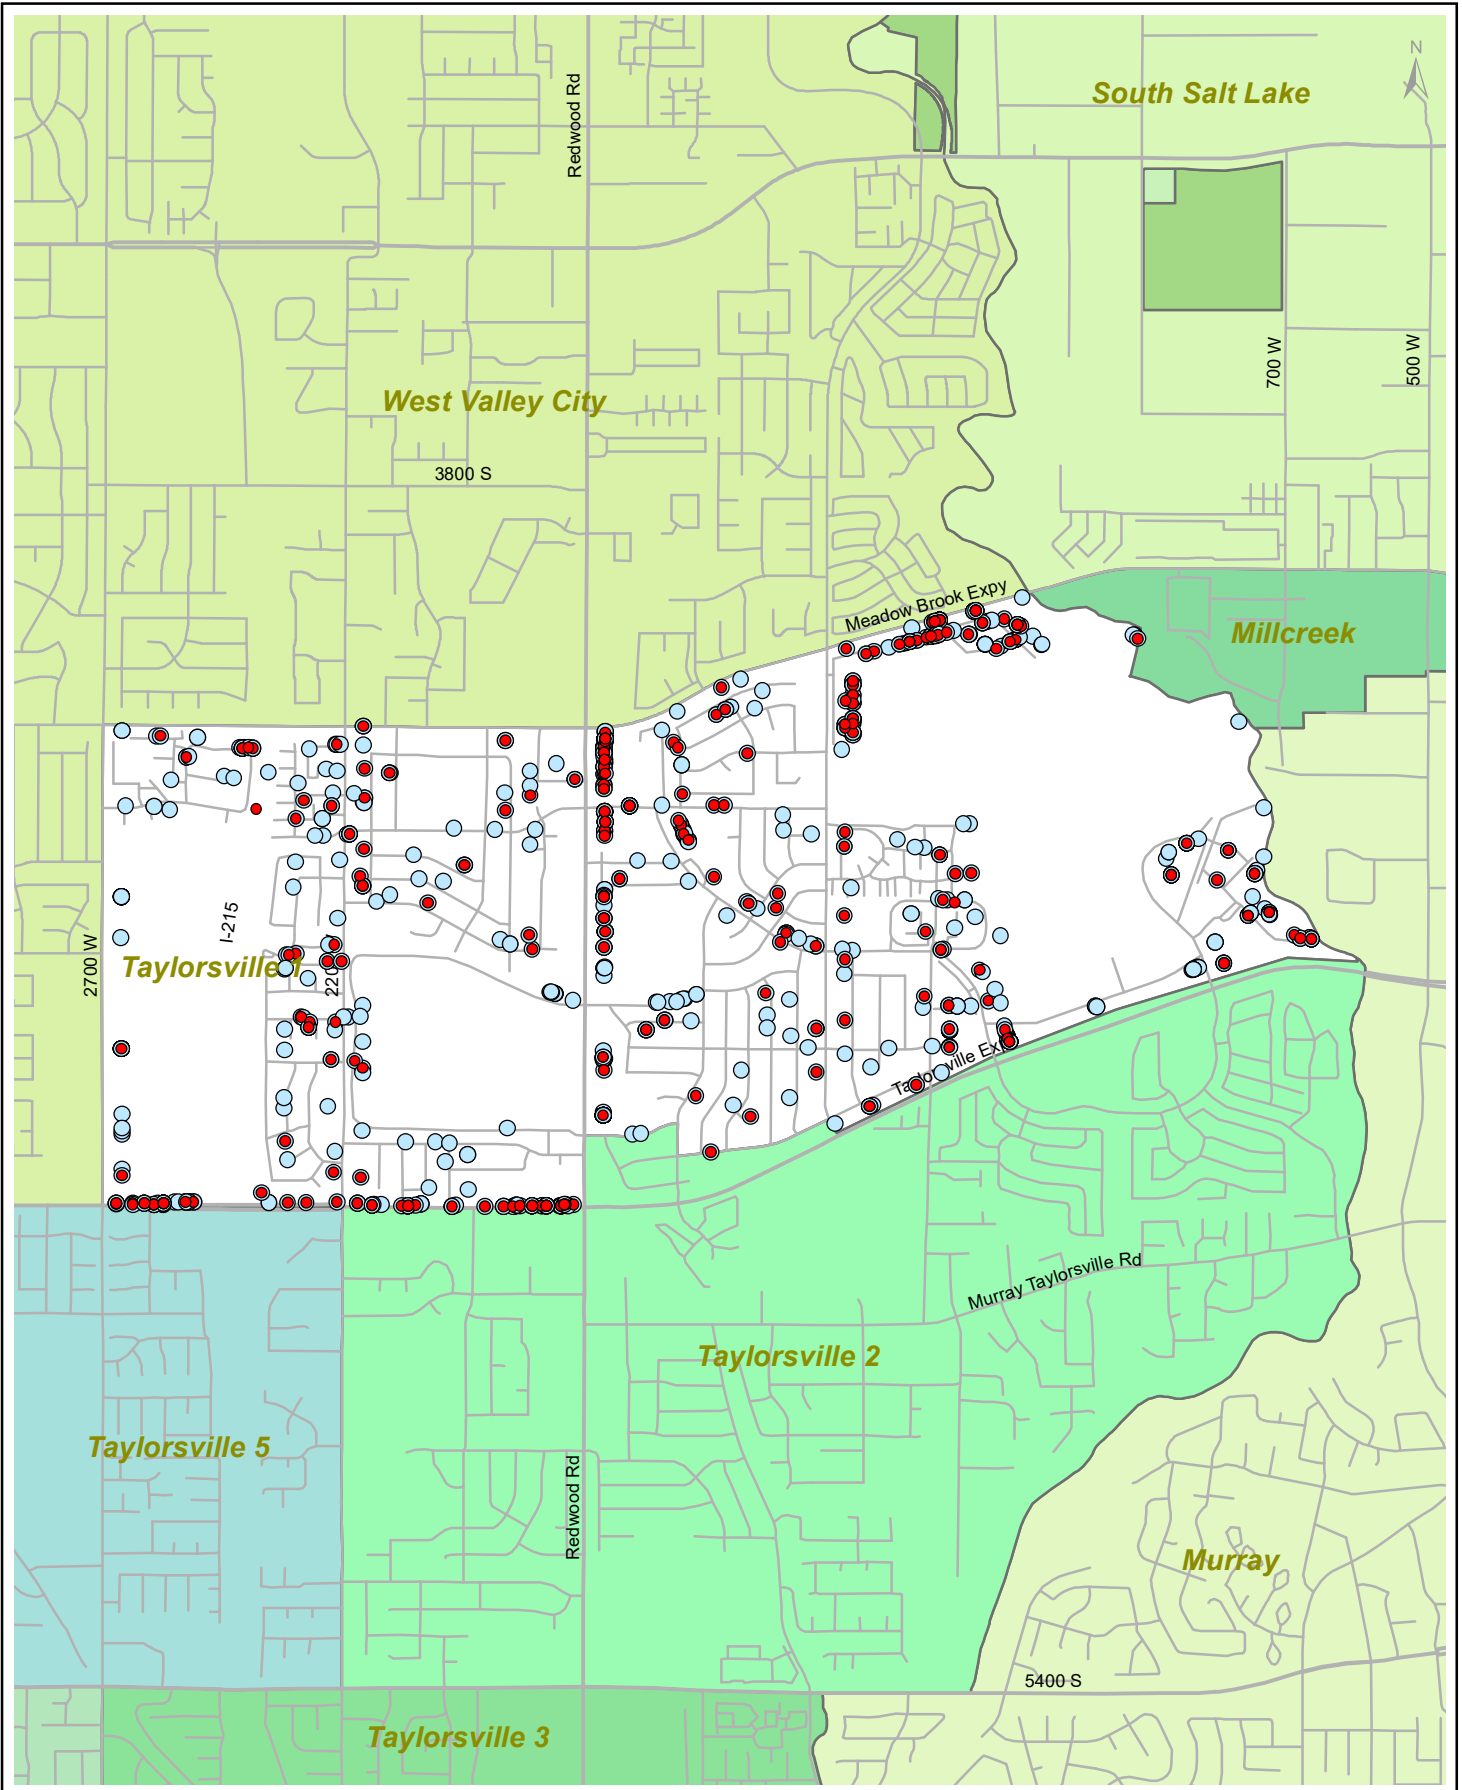 N
South Salt Lake
Redwood Rd
700 W
500 W
West Valley City
3800 S
Meadow Brook Expy
Millcreek
I-215
2700 W
Taylorsville 1
Murray Taylorsville Rd
Taylorsville 2
Taylorsville 5
Redwood Rd
Murray
5400 S
Taylorsville 3